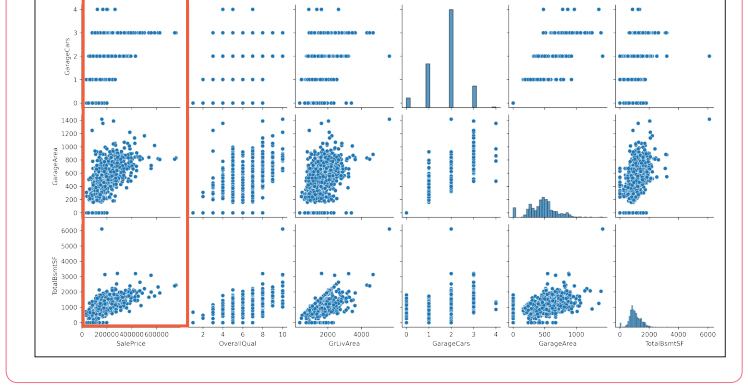 GarageCars
4
3
2
1
0
GarageArea
1400
1200
1000
800
600
400
200
0
TotalBsmtSF
6000
5000
4000
3000
2000
1000
0
0 200000 400000 600000
2 4 6 8 10
2000 4000
0 1 2 3 4
0 500 1000
0 2000 4000 6000
SalePrice
OverallQual
GrLivArea
GarageCars
GarageArea
TotalBsmtSF